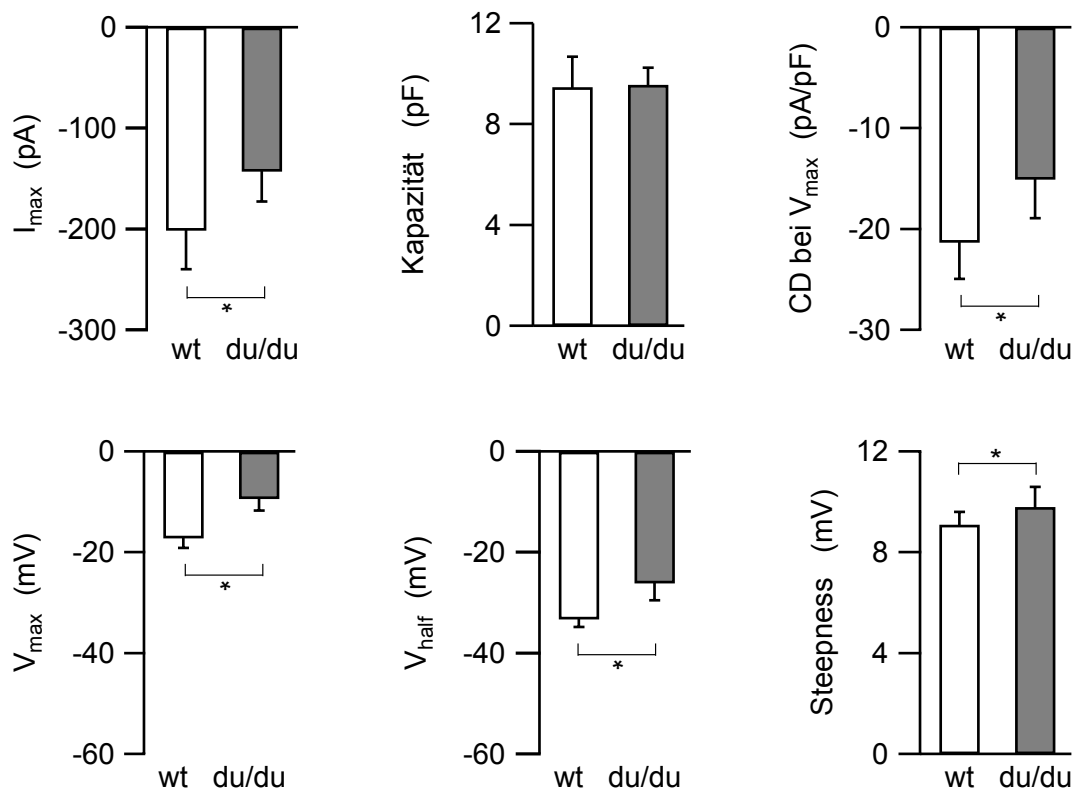 0
-100
-200
-300
I_max (pA)
*
wt du/du
12
8
4
0
Kapazität (pF)
wt du/du
0
-10
-20
-30
CD bei V_max (pA/pF)
*
wt du/du
0
-20
-40
-60
V_max (mV)
*
wt du/du
0
-20
-40
-60
V_half (mV)
*
wt du/du
12
8
4
0
Steepness (mV)
*
wt du/du